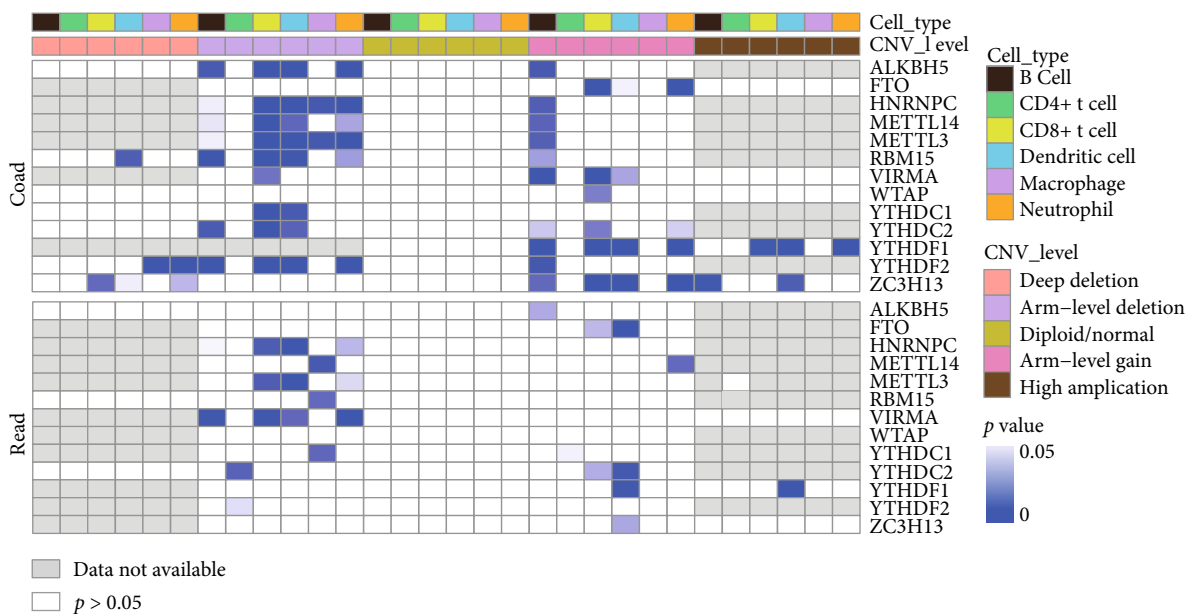 Cell_type
CNV_l evel
Coad
ALKBH5
FTO
HNRNPC
METTL14
METTL3
RBM15
VIRMA
WTAP
YTHDC1
YTHDC2
YTHDF1
YTHDF2
ZC3H13
Read
ALKBH5
FTO
HNRNPC
METTL14
METTL3
RBM15
VIRMA
WTAP
YTHDC1
YTHDC2
YTHDF1
YTHDF2
ZC3H13
Cell_type
B Cell
CD4+ t cell
CD8+ t cell
Dendritic cell
Macrophage
Neutrophil
CNV_level
Deep deletion
Arm−level deletion
Diploid/normal
Arm−level gain
High amplication
p value
0.05
0
Data not available
p > 0.05